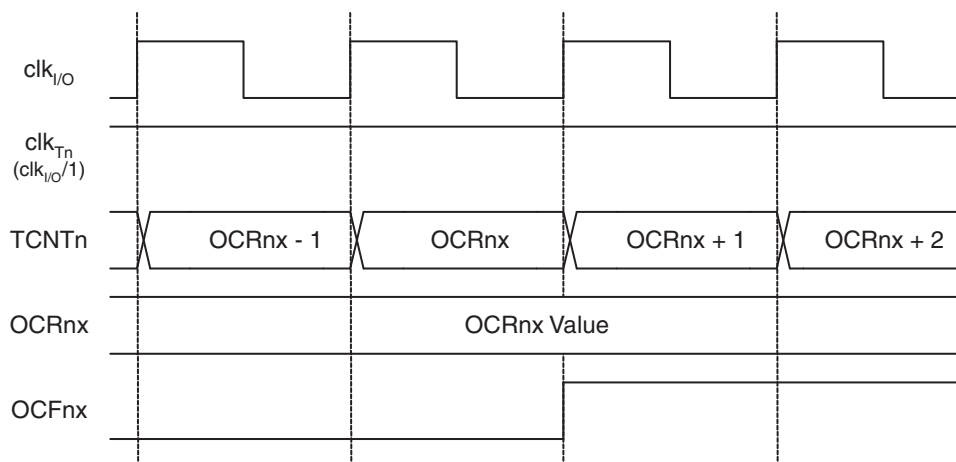 clkI/O
clkTn
(clkI/O/1)
TCNTn OCRnx - 1 OCRnx OCRnx + 1 OCRnx + 2
OCRnx OCRnx Value
OCFnx